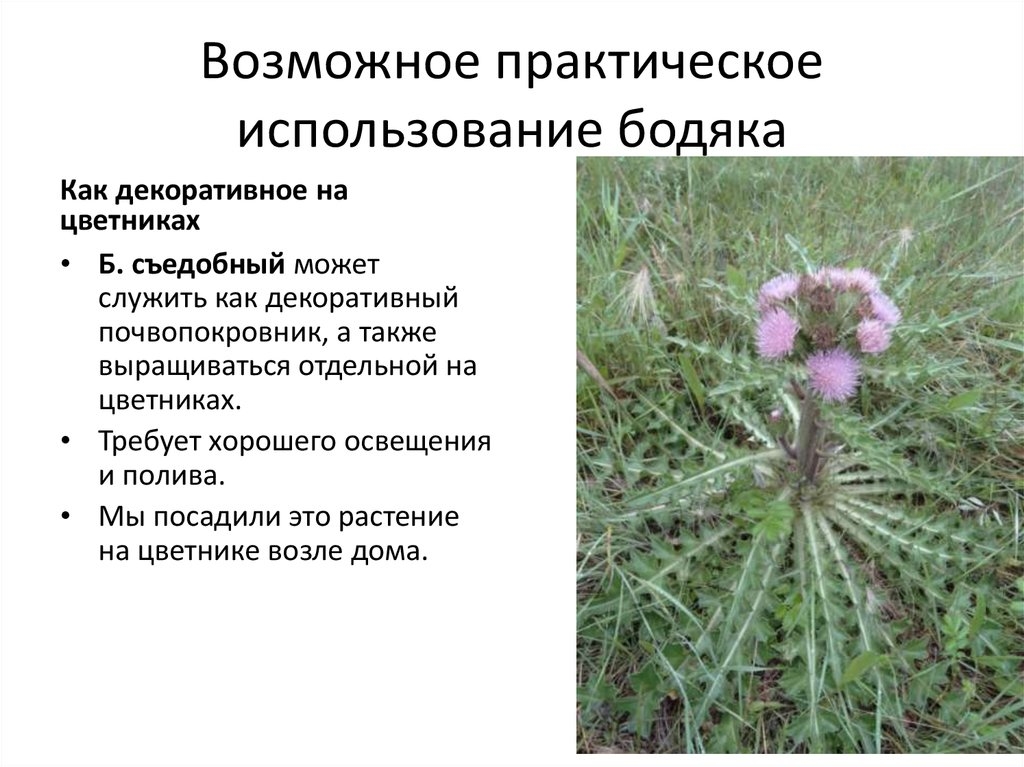 Возможное практическое
использование бодяка
Как декоративное на
цветниках
• Б. съедобный может
служить как декоративный
почвопокровник, а также
выращиваться отдельной на
цветниках.
• Требует хорошего освещения
и полива.
• Мы посадили это растение
на цветнике возле дома.